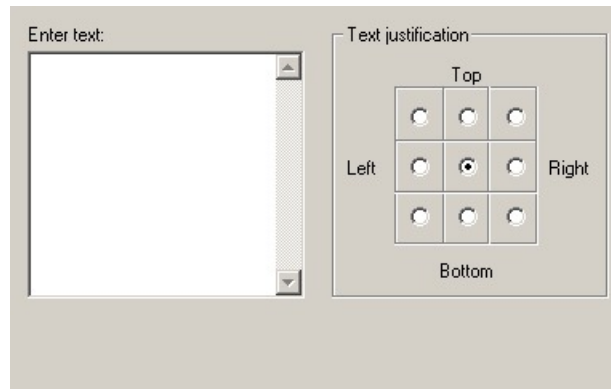 Enter text:
Text justification
Top
Left
Right
Bottom